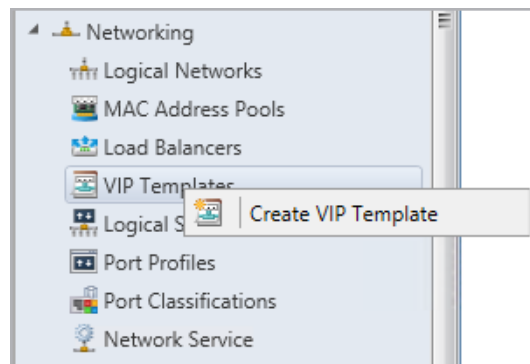 Networking
Logical Networks
MAC Address Pools
Load Balancers
VIP Templates
Create VIP Template
Logical S
Port Profiles
Port Classifications
Network Service